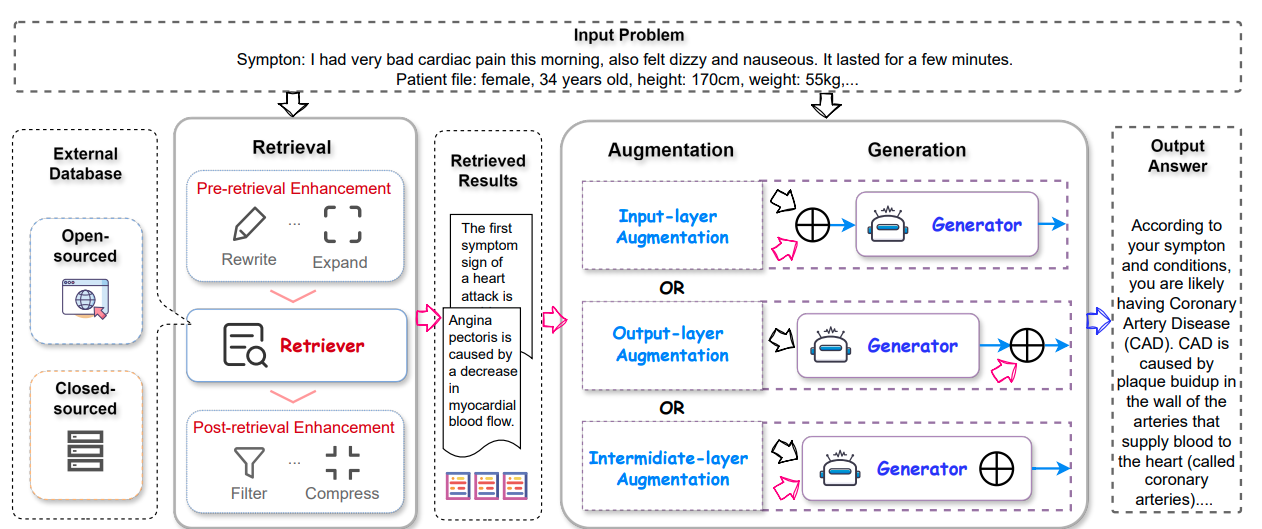 Input Problem
Sympton: I had very bad cardiac pain this morning, also felt dizzy and nauseous. It lasted for a few minutes.
Patient file: female, 34 years old, height: 170cm, weight: 55kg,...
External
Database
Open-
sourced
Closed-
sourced
Retrieval
Pre-retrieval Enhancement
...
Rewrite
Expand
Retriever
Post-retrieval Enhancement
...
Filter
Compress
Retrieved
Results
The first
symptom
sign of
a heart
attack is
Angina
pectoris is
caused by
a decrease
in
myocardial
blood flow.
Augmentation
Generation
Input-layer
Augmentation
Generator
OR
Output-layer
Augmentation
Generator
OR
Intermidiate-layer
Augmentation
Generator
Output
Answer
According to
your sympton
and conditions,
you are likely
having Coronary
Artery Disease
(CAD). CAD is
caused by
plaque buidup in
the wall of the
arteries that
supply blood to
the heart (called
coronary
arteries)....